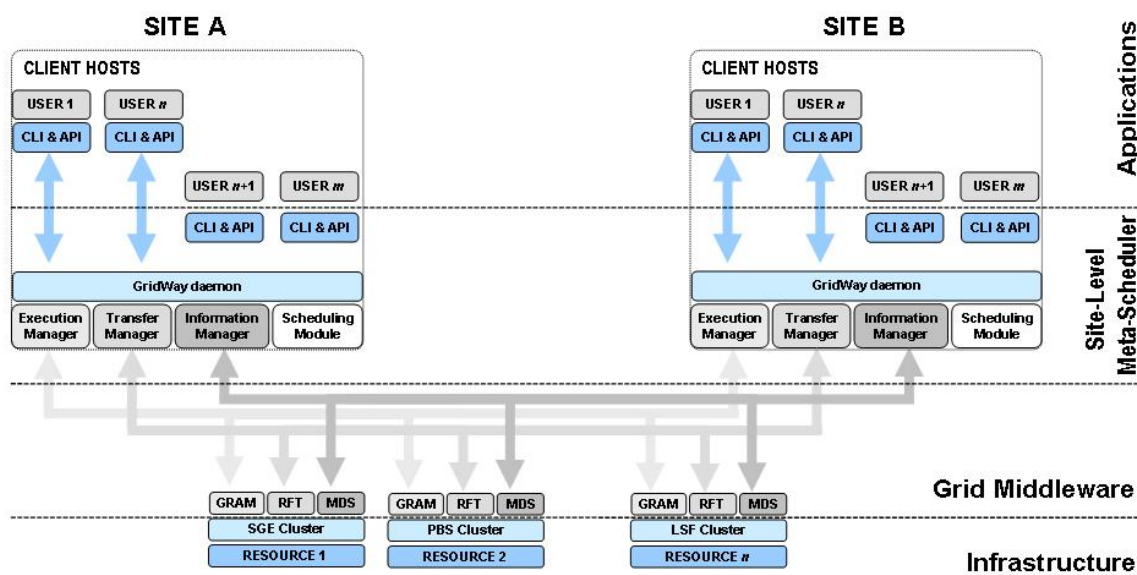 SITE A
SITE B
CLIENT HOSTS
CLIENT HOSTS
USER 1
USER n
USER 1
USER n
CLI & API
CLI & API
CLI & API
CLI & API
Applications
USER n+1
USER m
USER n+1
USER m
CLI & API
CLI & API
CLI & API
CLI & API
GridWay daemon
GridWay daemon
Execution
Manager
Transfer
Manager
Information
Manager
Scheduling
Module
Execution
Manager
Transfer
Manager
Information
Manager
Scheduling
Module
Site-Level
Meta-Scheduler
GRAM
RFT
MDS
GRAM
RFT
MDS
GRAM
RFT
MDS
Grid Middleware
SGE Cluster
PBS Cluster
LSF Cluster
RESOURCE 1
RESOURCE 2
RESOURCE n
Infrastructure